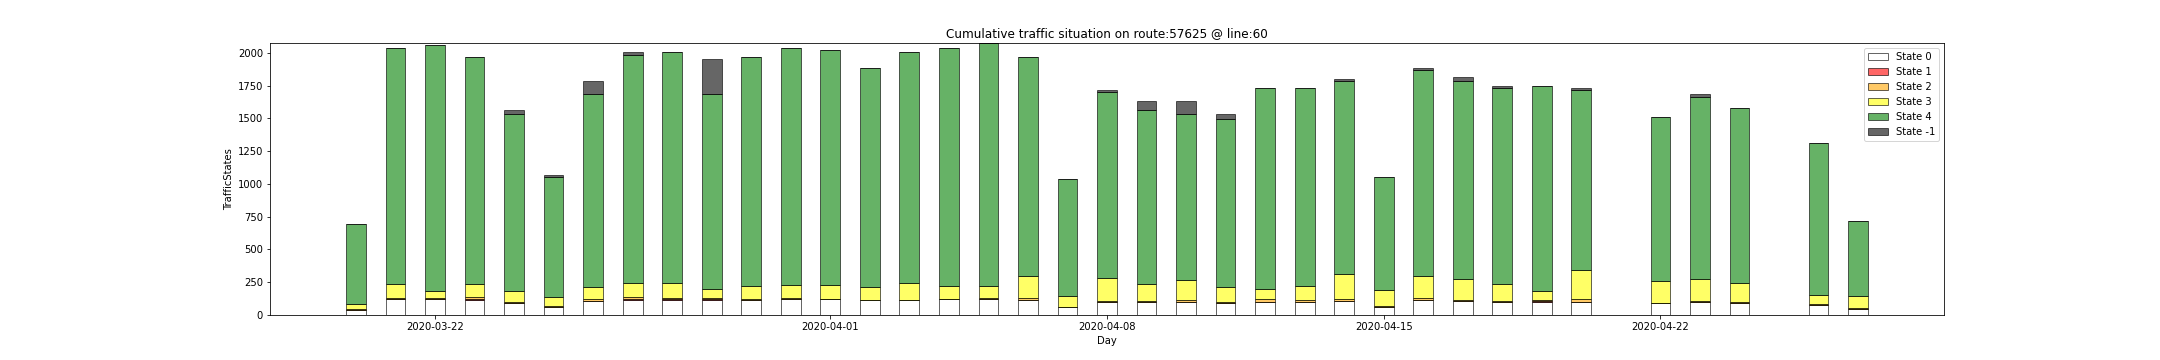 Cumulative traffic situation on route:57625 @ line:60
TrafficStates
2000
1750
1500
1250
1000
750
500
250
0
State 0
State 1
State 2
State 3
State 4
State -1
2020-03-22
2020-04-01
2020-04-08
2020-04-15
2020-04-22
Day